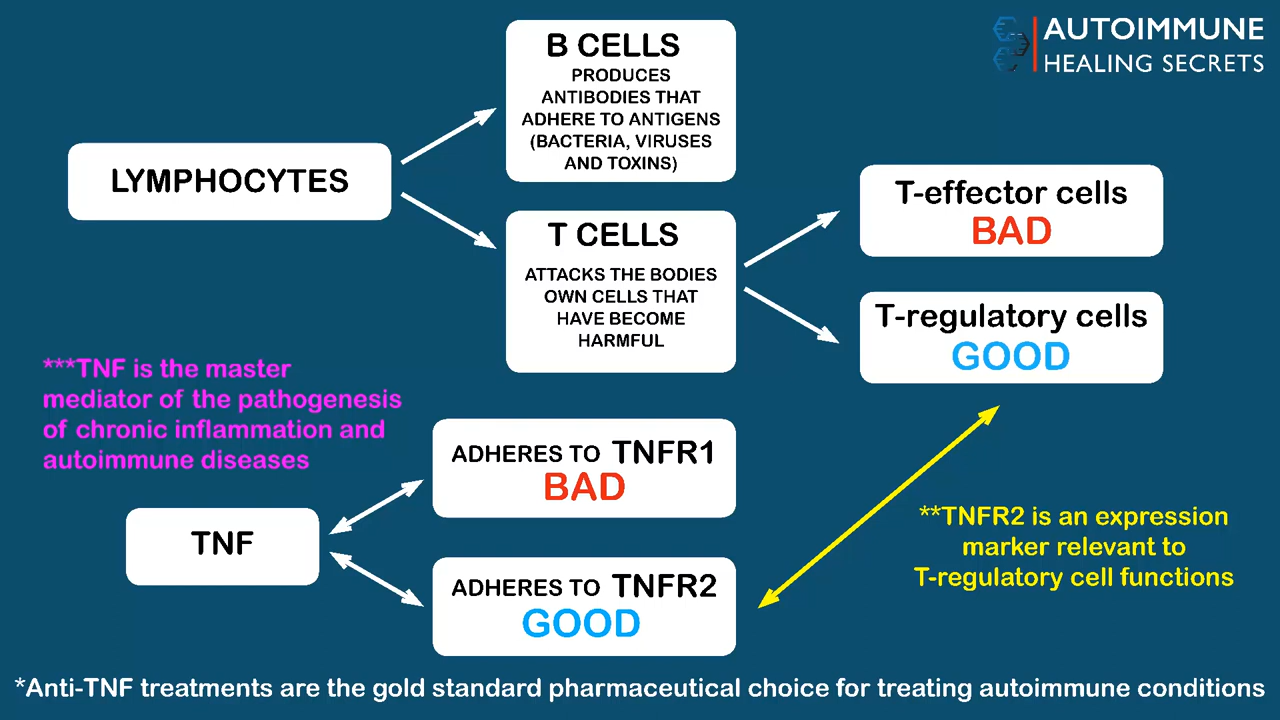 AUTOIMMUNE
HEALING SECRETS
B CELLS
PRODUCES
ANTIBODIES THAT
ADHERE TO ANTIGENS
(BACTERIA, VIRUSES
AND TOXINS)
LYMPHOCYTES
T CELLS
ATTACKS THE BODIES
OWN CELLS THAT
HAVE BECOME
HARMFUL
T-effector cells
BAD
T-regulatory cells
GOOD
***TNF is the master
mediator of the pathogenesis
of chronic inflammation and
autoimmune diseases
ADHERES TO TNFR1
BAD
TNF
ADHERES TO TNFR2
GOOD
**TNFR2 is an expression
marker relevant to
T-regulatory cell functions
*Anti-TNF treatments are the gold standard pharmaceutical choice for treating autoimmune conditions